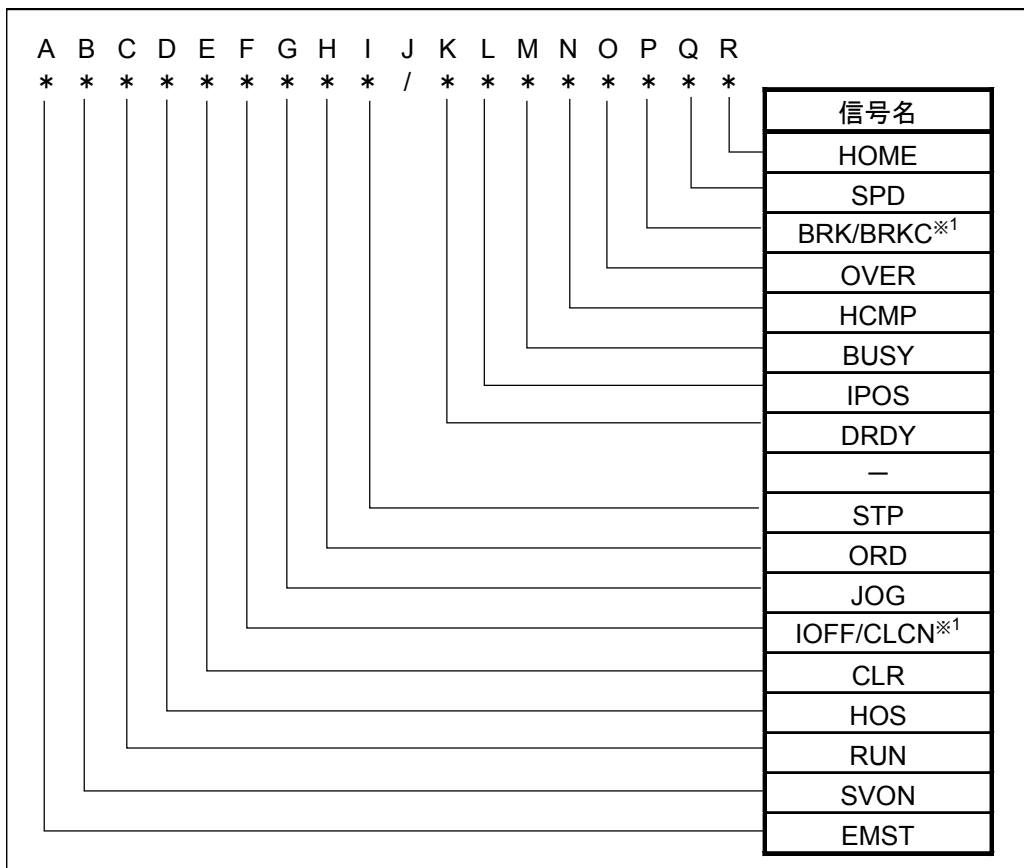 A B C D E F G H I J K L M N O P Q R
* * * * * * * * * / * * * * * * * *
信号名
HOME
SPD
BRK/BRKC※1
OVER
HCMP
BUSY
IPOS
DRDY
－
STP
ORD
JOG
IOFF/CLCN※1
CLR
HOS
RUN
SVON
EMST